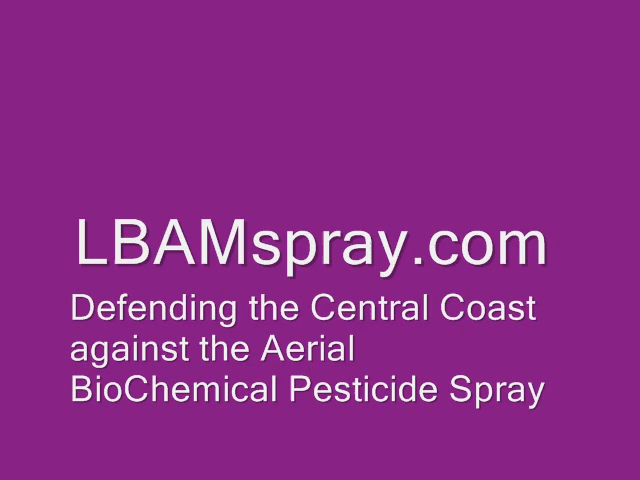 LBAMspray.com
Defending the Central Coast
against the Aerial
BioChemical Pesticide Spray